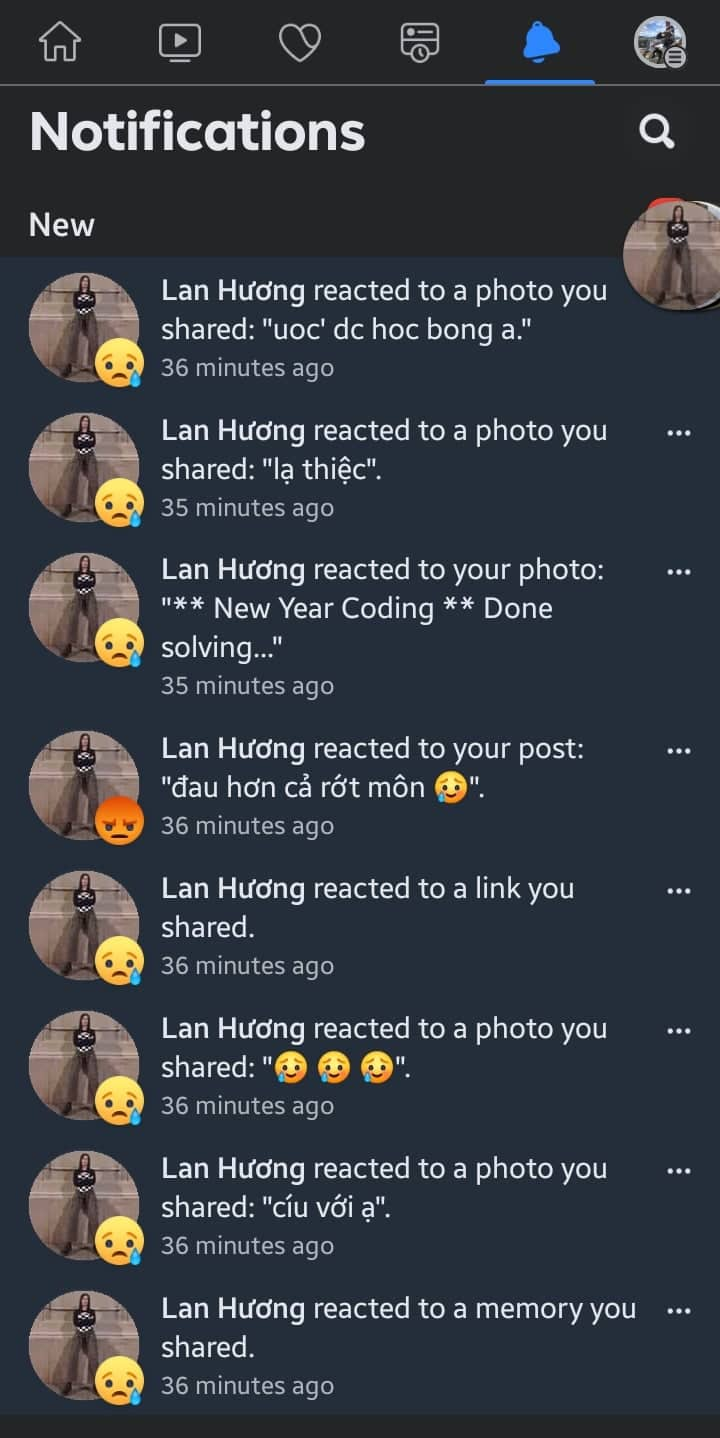 Notifications
New
Lan Hương reacted to a photo you
shared: "uoc' dc hoc bong a."
36 minutes ago
Lan Hương reacted to a photo you
shared: "lạ thiệc".
35 minutes ago
Lan Hương reacted to your photo:
"** New Year Coding ** Done
solving..."
35 minutes ago
Lan Hương reacted to your post:
"đau hơn cả rớt môn 🥲".
36 minutes ago
Lan Hương reacted to a link you
shared.
36 minutes ago
Lan Hương reacted to a photo you
shared: "🥲 🥲 🥲".
36 minutes ago
Lan Hương reacted to a photo you
shared: "cíu với ạ".
36 minutes ago
Lan Hương reacted to a memory you
shared.
36 minutes ago